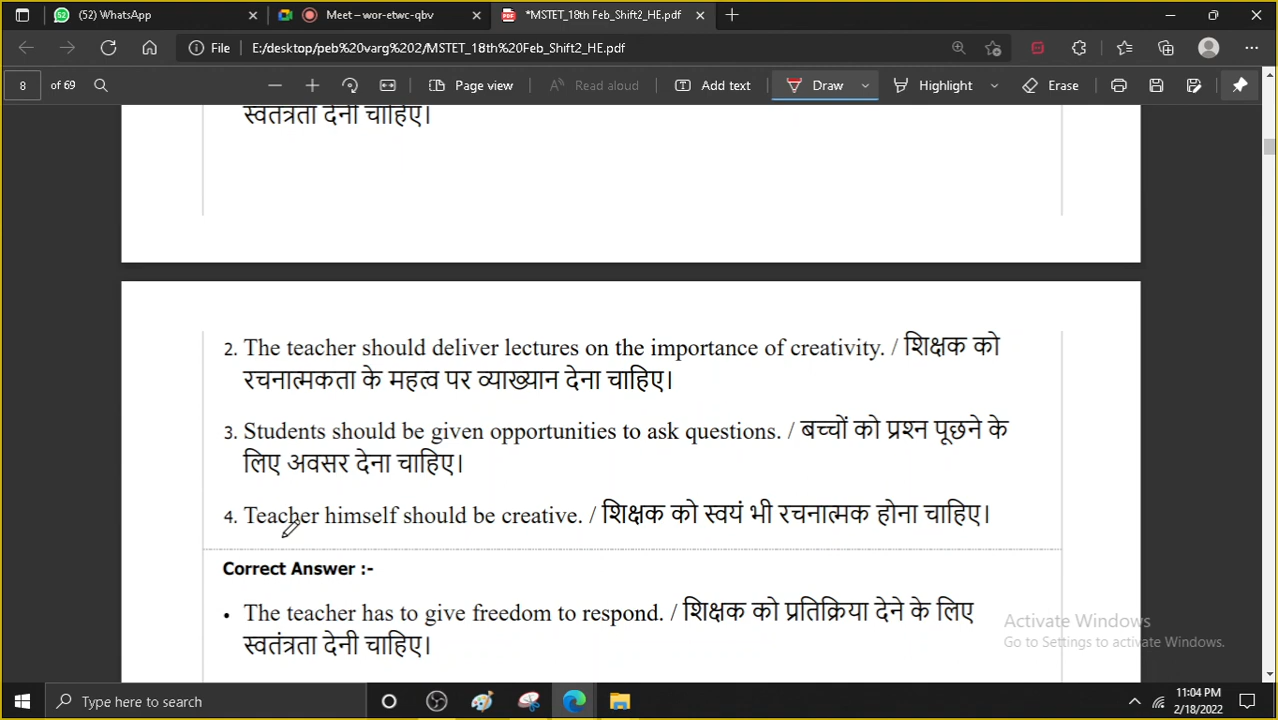 (52) WhatsApp
Meet – wor-etwc-qbv
*MSTET_18th Feb_Shift2_HE.pdf
File
E:/desktop/peb%20varg%202/MSTET_18th%20Feb_Shift2_HE.pdf
8 of 69
Page view
Read aloud
Add text
Draw
Highlight
Erase
स्वतंत्रता देनी चाहिए।
2. The teacher should deliver lectures on the importance of creativity. / शिक्षक को
रचनात्मकता के महत्व पर व्याख्यान देना चाहिए।
3. Students should be given opportunities to ask questions. / बच्चों को प्रश्न पूछने के
लिए अवसर देना चाहिए।
4. Teacher himself should be creative. / शिक्षक को स्वयं भी रचनात्मक होना चाहिए।
Correct Answer :-
• The teacher has to give freedom to respond. / शिक्षक को प्रतिक्रिया देने के लिए
स्वतंत्रता देनी चाहिए।
Activate Windows
Go to Settings to activate Windows.
Type here to search
11:04 PM
2/18/2022